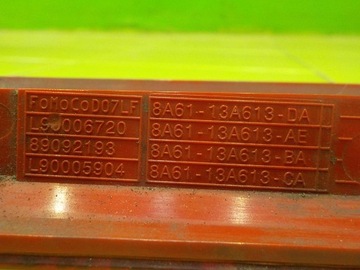 FoMoCoD07LF 8A61-13A613-DA
L90006720 8A61-13A613-AE
89092193 8A61-13A613-BA
L90005904 8A61-13A613-CA